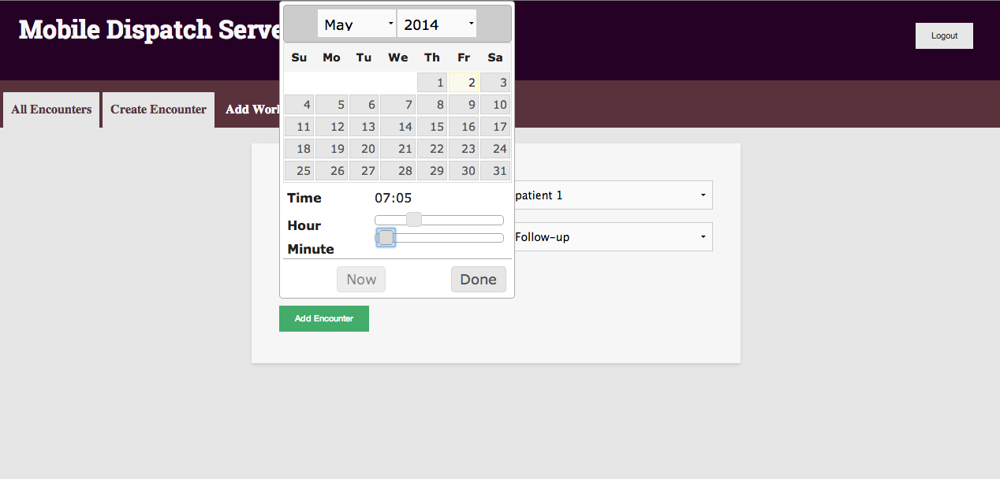 Mobile Dispatch Serve
May 2014
Logout
Su Mo Tu We Th Fr Sa
1 2 3
4 5 6 7 8 9 10
11 12 13 14 15 16 17
18 19 20 21 22 23 24
25 26 27 28 29 30 31
All Encounters Create Encounter Add Work
Time 07:05
Hour
Minute
Now Done
patient 1
Follow-up
Add Encounter